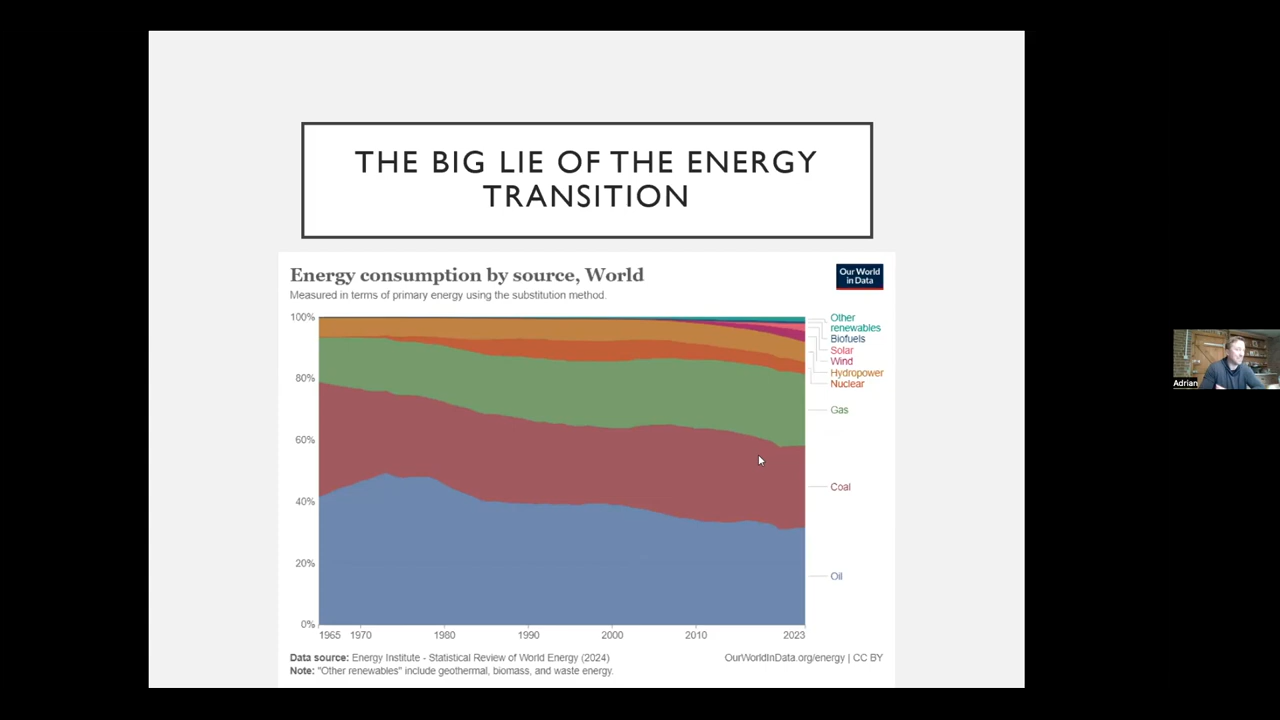 THE BIG LIE OF THE ENERGY
TRANSITION
Energy consumption by source, World
Measured in terms of primary energy using the substitution method.
Our World
in Data
100%
80%
60%
40%
20%
0%
1965
1970
1980
1990
2000
2010
2023
Other
renewables
Biofuels
Solar
Wind
Hydropower
Nuclear
Gas
Coal
Oil
Data source: Energy Institute - Statistical Review of World Energy (2024)
OurWorldInData.org/energy | CC BY
Note: "Other renewables" include geothermal, biomass, and waste energy.
Adrian